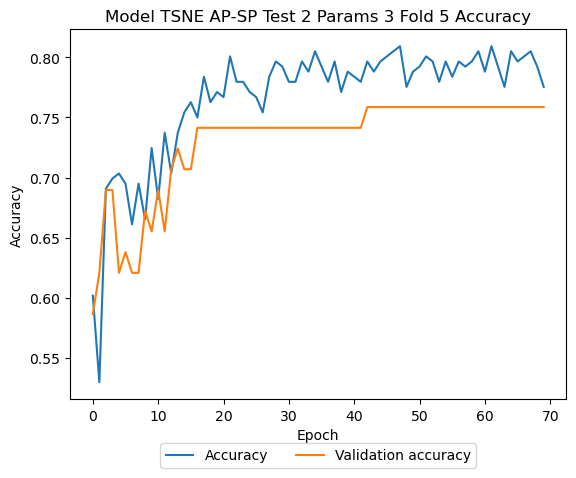 Model TSNE AP-SP Test 2 Params 3 Fold 5 Accuracy
Accuracy
0.80
0.75
0.70
0.65
0.60
0.55
0 10 20 30 40 50 60 70
Epoch
Accuracy Validation accuracy